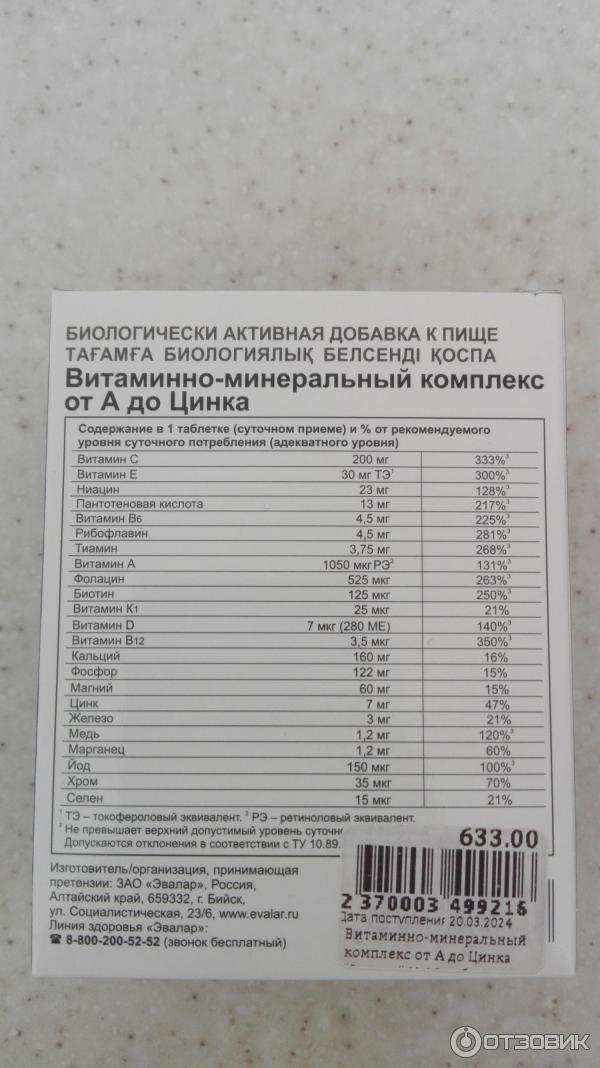 БИОЛОГИЧЕСКИ АКТИВНАЯ ДОБАВКА К ПИЩЕ
ТАҒАМҒА БИОЛОГИЯЛЫҚ БЕЛСЕНДІ ҚОСПА
Витаминно-минеральный комплекс
от А до Цинка
Содержание в 1 таблетке (суточном приеме) и % от рекомендуемого
уровня суточного потребления (адекватного уровня)
Витамин С 200 мг 333%³
Витамин Е 30 мг ТЭ¹ 300%³
Ниацин 23 мг 128%³
Пантотеновая кислота 13 мг 217%³
Витамин В6 4,5 мг 225%³
Рибофлавин 4,5 мг 281%³
Тиамин 3,75 мг 268%³
Витамин А 1050 мкг РЭ² 131%³
Фолацин 525 мкг 263%³
Биотин 125 мкг 250%³
Витамин К1 25 мкг 21%
Витамин D 7 мкг (280 МЕ) 140%³
Витамин В12 3,5 мкг 350%³
Кальций 160 мг 16%
Фосфор 122 мг 15%
Магний 60 мг 15%
Цинк 7 мг 47%
Железо 3 мг 21%
Медь 1,2 мг 120%³
Марганец 1,2 мг 60%
Йод 150 мкг 100%³
Хром 35 мкг 70%
Селен 15 мкг 21%
¹ ТЭ – токофероловый эквивалент. ² РЭ – ретиноловый эквивалент.
³ Не превышает верхний допустимый уровень
Допускаются отклонения в соответствии с ТУ 10.89.
Изготовитель/организация, принимающая
претензии: ЗАО «Эвалар», Россия,
Алтайский край, 659332, г. Бийск,
ул. Социалистическая, 23/6, www.evalar.ru
Линия здоровья «Эвалар»:
☎ 8-800-200-52-52 (звонок бесплатный)
633.00
2 370003 499216
Дата поступления 20.03.2024
Витаминно-минеральный
комплекс от А до Цинка
ОТЗОВИК